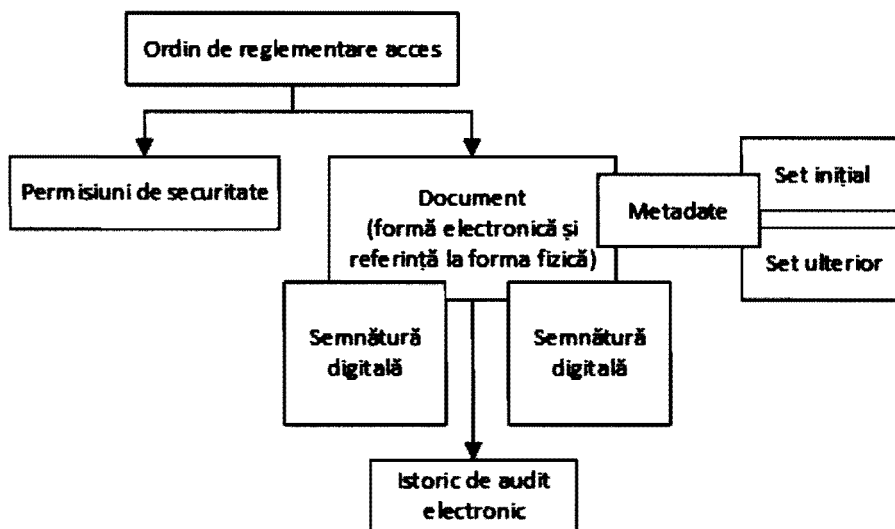 Ordin de reglementare acces
Permisiuni de securitate
Document
(formă electronică și
referință la forma fizică)
Metadate
Set inițial
Set ulterior
Semnătură
digitală
Semnătură
digitală
Istoric de audit
electronic